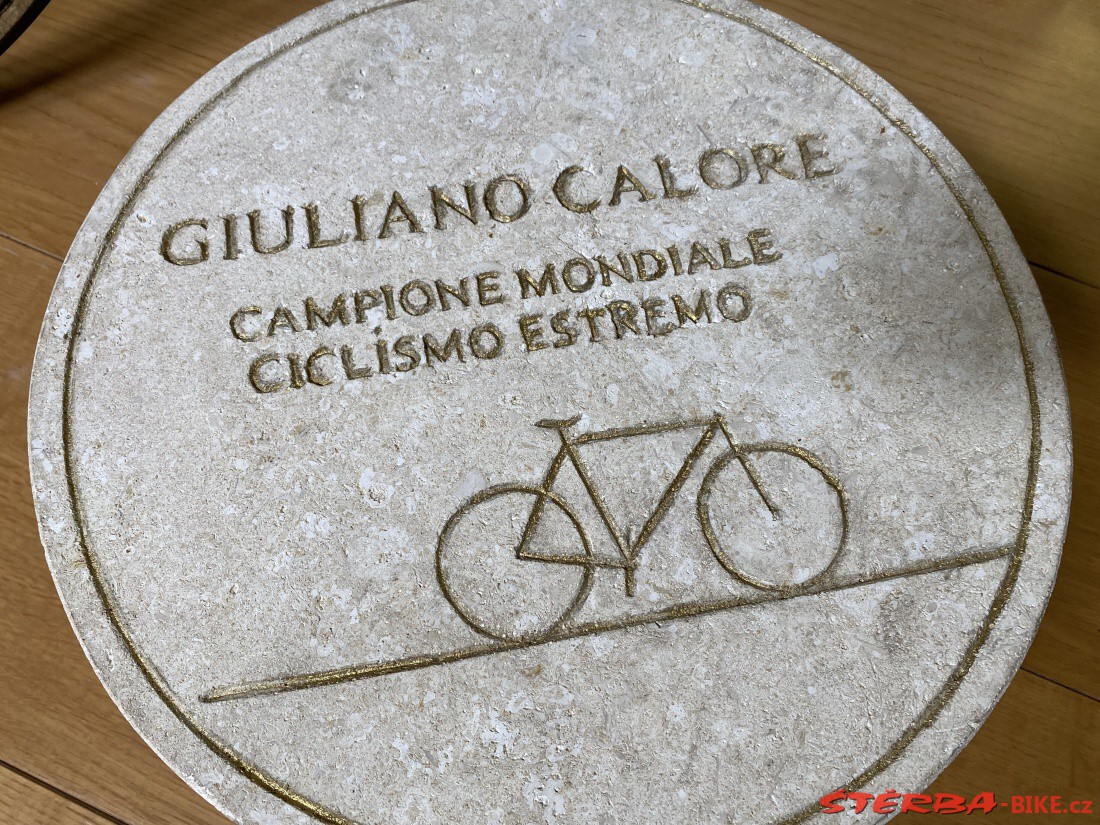 GIULIANO CALORE
CAMPIONE MONDIALE
CICLISMO ESTREMO
ŠTĚRBA-BIKE.cz